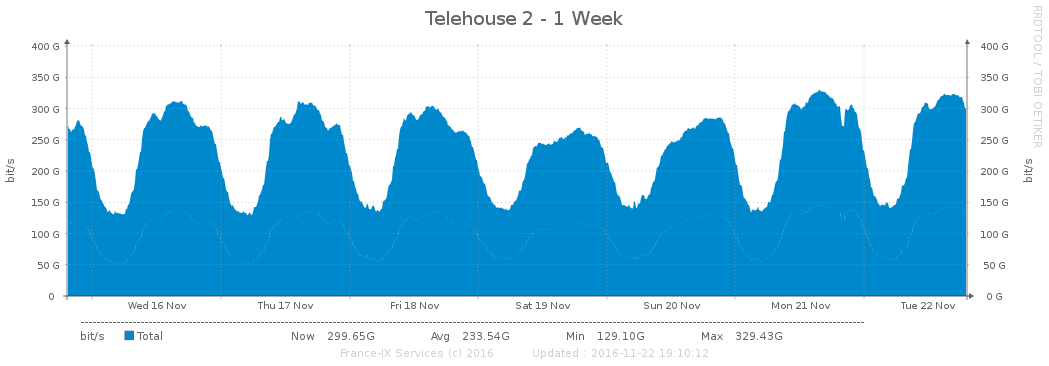 Telehouse 2 - 1 Week
RRDTOOL / TOBI OETIKER
400 G 400 G
350 G 350 G
300 G 300 G
250 G 250 G
200 G 200 G
150 G 150 G
100 G 100 G
50 G 50 G
0 0 G
bit/s bit/s
Wed 16 Nov Thu 17 Nov Fri 18 Nov Sat 19 Nov Sun 20 Nov Mon 21 Nov Tue 22 Nov
bit/s Total Now 299.65G Avg 233.54G Min 129.10G Max 329.43G
France-IX Services (c) 2016 Updated : 2016-11-22 19:10:12